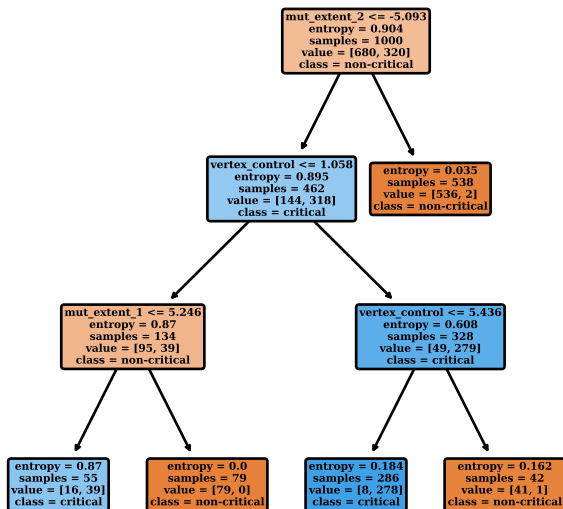 mut_extent_2 <= -5.093
entropy = 0.904
samples = 1000
value = [680, 320]
class = non-critical
vertex_control <= 1.058
entropy = 0.895
samples = 462
value = [144, 318]
class = critical
entropy = 0.035
samples = 538
value = [536, 2]
class = non-critical
mut_extent_1 <= 5.246
entropy = 0.87
samples = 134
value = [95, 39]
class = non-critical
vertex_control <= 5.436
entropy = 0.608
samples = 328
value = [49, 279]
class = critical
entropy = 0.87
samples = 55
value = [16, 39]
class = critical
entropy = 0.0
samples = 79
value = [79, 0]
class = non-critical
entropy = 0.184
samples = 286
value = [8, 278]
class = critical
entropy = 0.162
samples = 42
value = [41, 1]
class = non-critical